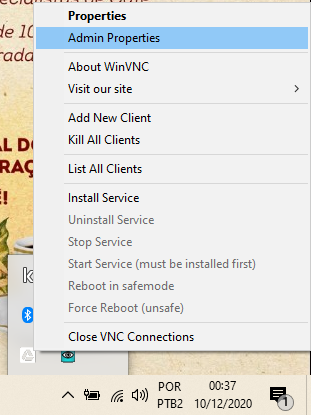 de 10
Properties
Admin Properties
About WinVNC
Visit our site
Add New Client
Kill All Clients
List All Clients
Install Service
Uninstall Service
Stop Service
Start Service (must be installed first)
Reboot in safemode
Force Reboot (unsafe)
Close VNC Connections
POR
PTB2
00:37
10/12/2020
1